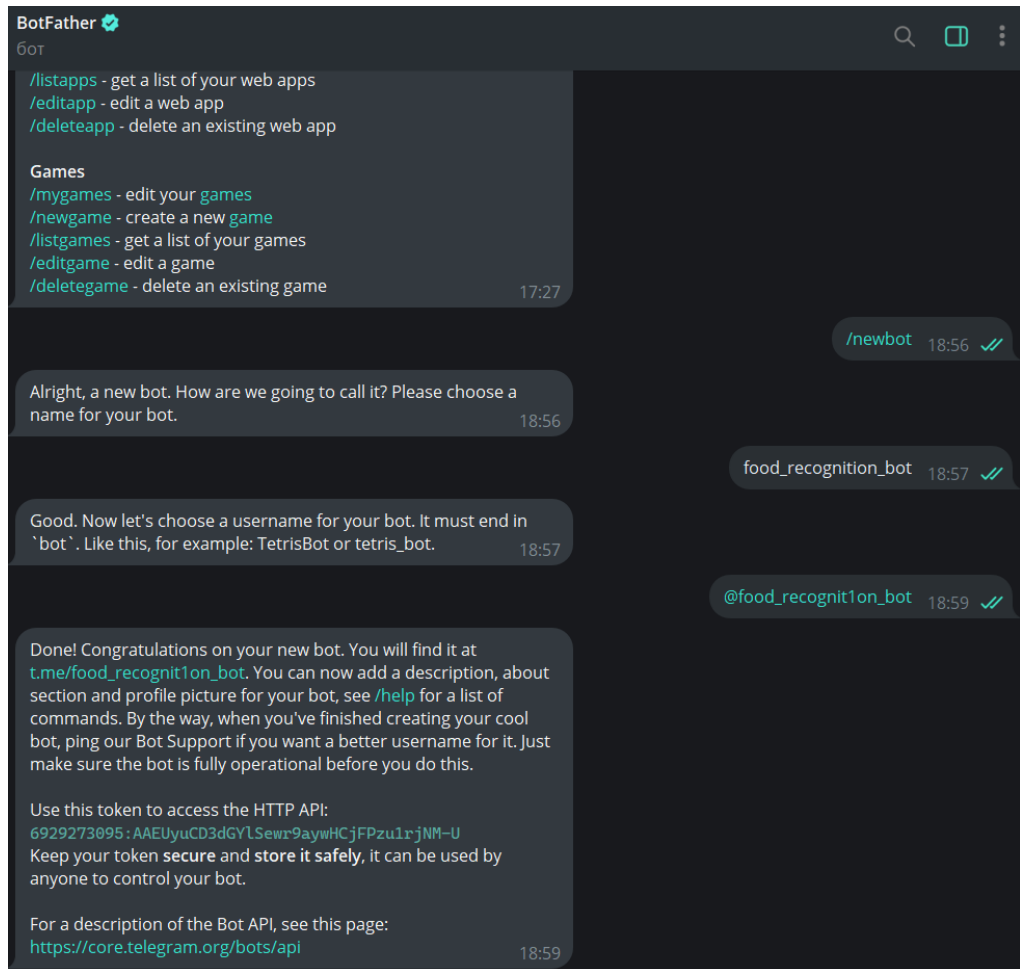 BotFather
бот
/listapps - get a list of your web apps
/editapp - edit a web app
/deleteapp - delete an existing web app
Games
/mygames - edit your games
/newgame - create a new game
/listgames - get a list of your games
/editgame - edit a game
/deletegame - delete an existing game
17:27
/newbot 18:56
Alright, a new bot. How are we going to call it? Please choose a
name for your bot.
18:56
food_recognition_bot 18:57
Good. Now let's choose a username for your bot. It must end in
`bot`. Like this, for example: TetrisBot or tetris_bot.
18:57
@food_recognit1on_bot 18:59
Done! Congratulations on your new bot. You will find it at
t.me/food_recognit1on_bot. You can now add a description, about
section and profile picture for your bot, see /help for a list of
commands. By the way, when you've finished creating your cool
bot, ping our Bot Support if you want a better username for it. Just
make sure the bot is fully operational before you do this.
Use this token to access the HTTP API:
6929273095:AAEUyuCD3dGYlSewr9aywHCjFPzu1rjNM-U
Keep your token secure and store it safely, it can be used by
anyone to control your bot.
For a description of the Bot API, see this page:
https://core.telegram.org/bots/api
18:59